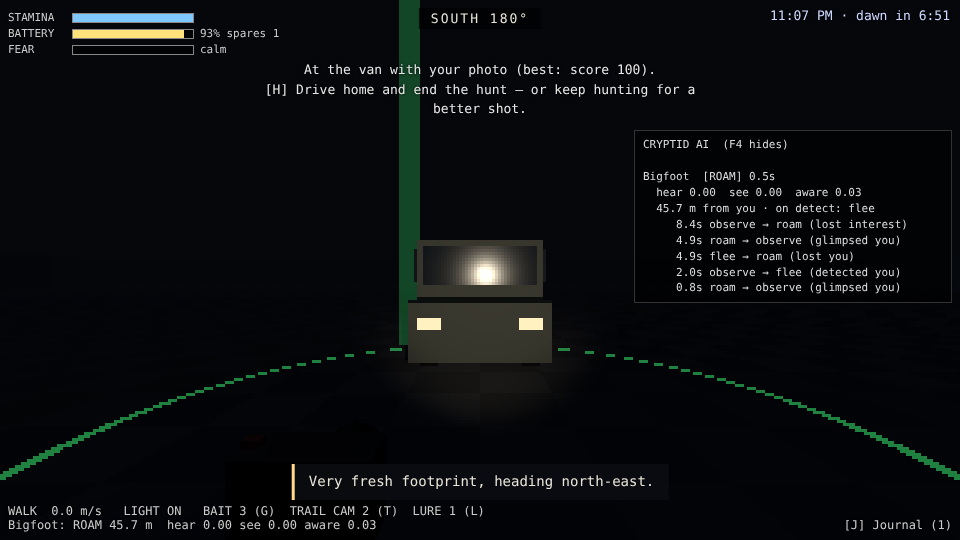 STAMINA
BATTERY 93% spares 1
FEAR calm
SOUTH 180°
11:07 PM · dawn in 6:51
At the van with your photo (best: score 100).
[H] Drive home and end the hunt — or keep hunting for a
better shot.
CRYPTID AI (F4 hides)
Bigfoot [ROAM] 0.5s
hear 0.00 see 0.00 aware 0.03
45.7 m from you · on detect: flee
8.4s observe → roam (lost interest)
4.9s roam → observe (glimpsed you)
4.9s flee → roam (lost you)
2.0s observe → flee (detected you)
0.8s roam → observe (glimpsed you)
Very fresh footprint, heading north-east.
WALK 0.0 m/s LIGHT ON BAIT 3 (G) TRAIL CAM 2 (T) LURE 1 (L)
Bigfoot: ROAM 45.7 m hear 0.00 see 0.00 aware 0.03
[J] Journal (1)